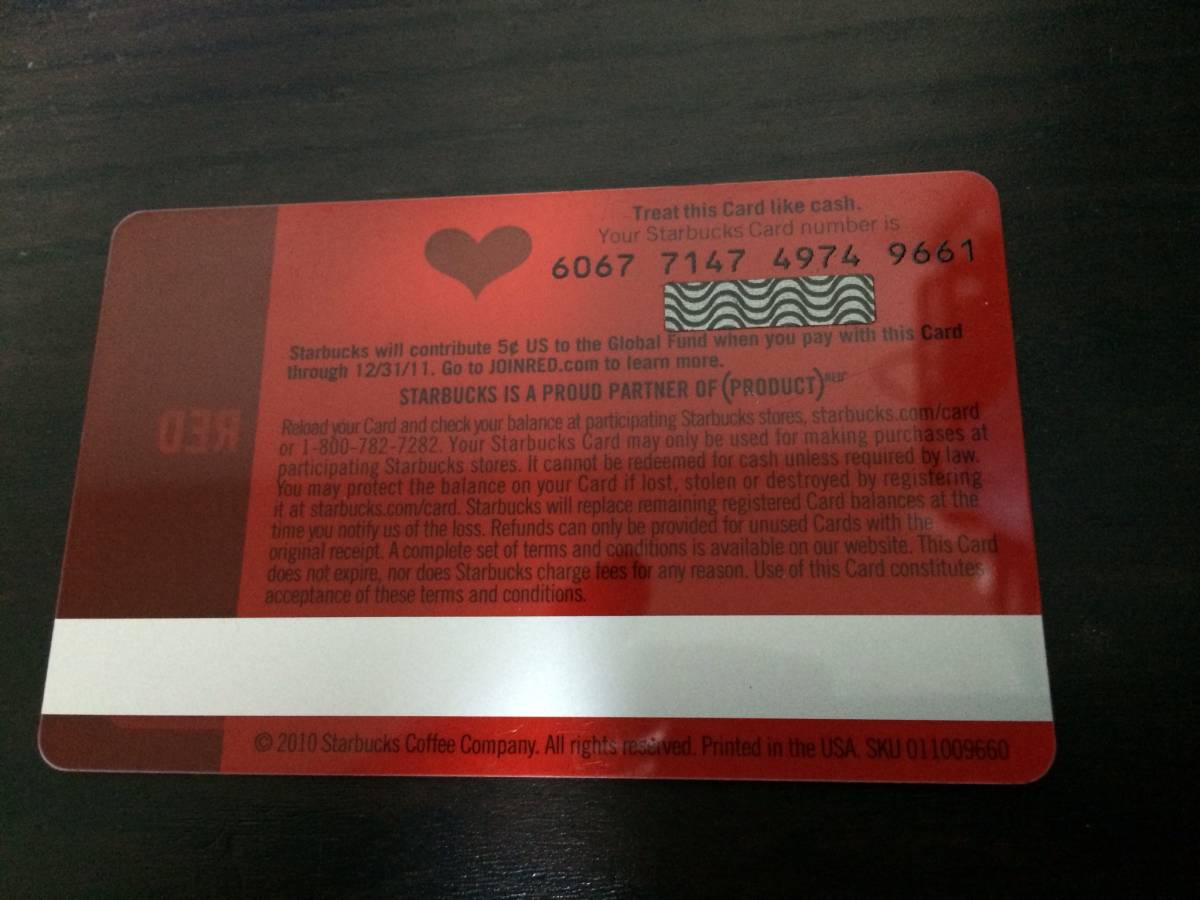 Treat this Card like cash.
Your Starbucks Card number is
6067 7147 4974 9661
Starbucks will contribute 5¢ US to the Global Fund when you pay with this Card
through 12/31/11. Go to JOINRED.com to learn more.
STARBUCKS IS A PROUD PARTNER OF (PRODUCT)RED™
RED
Reload your Card and check your balance at participating Starbucks stores, starbucks.com/card
or 1-800-782-7282. Your Starbucks Card may only be used for making purchases at
participating Starbucks stores. It cannot be redeemed for cash unless required by law.
You may protect the balance on your Card if lost, stolen or destroyed by registering
it at starbucks.com/card. Starbucks will replace remaining registered Card balances at the
time you notify us of the loss. Refunds can only be provided for unused Cards with the
original receipt. A complete set of terms and conditions is available on our website. This Card
does not expire, nor does Starbucks charge fees for any reason. Use of this Card constitutes
acceptance of these terms and conditions.
© 2010 Starbucks Coffee Company. All rights reserved. Printed in the USA. SKU 011009660